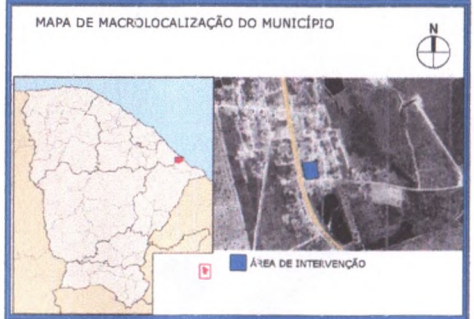 MAPA DE MACROLOCALIZAÇÃO DO MUNICÍPIO
N
ÁREA DE INTERVENÇÃO